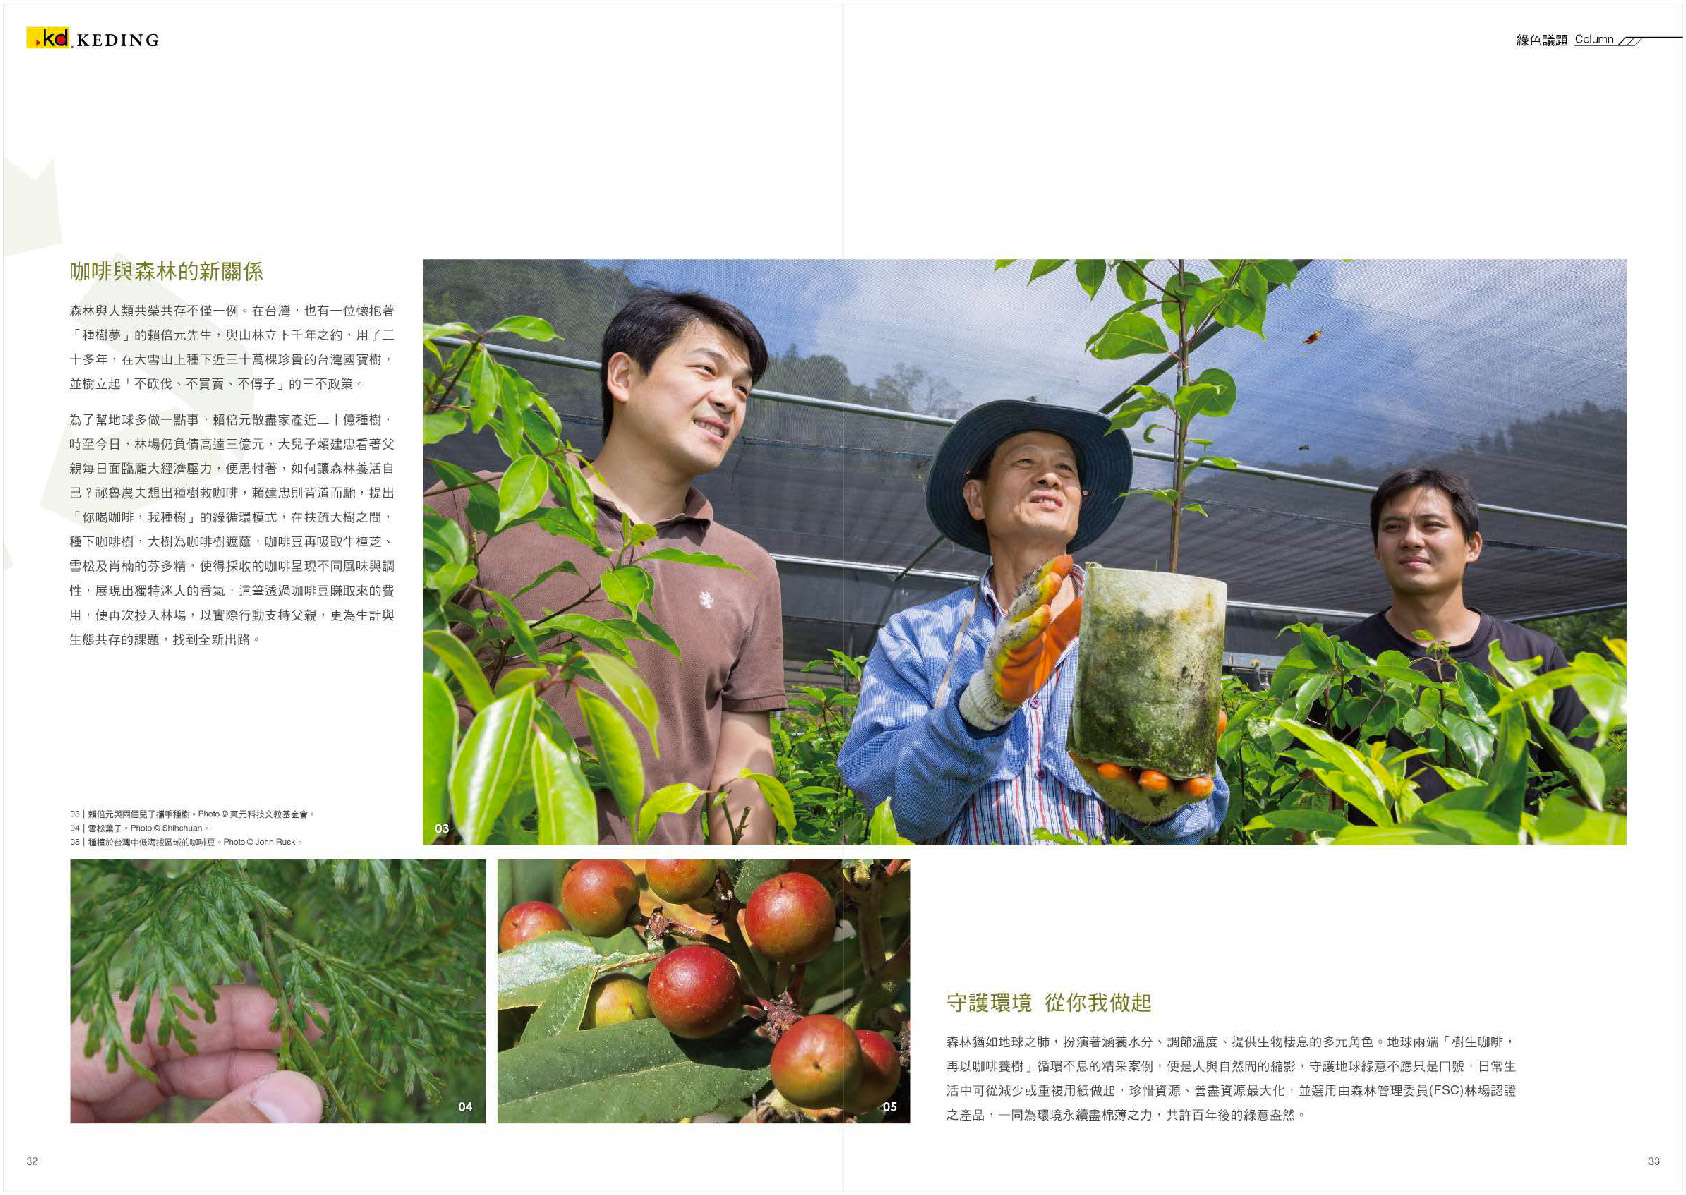 kd KEDING
綠色議題 Column
咖啡與森林的新關係
森林與人類共榮共存不僅一例。在台灣，也有一位懷抱著
「種樹夢」的賴倍元先生，與山林立下千年之約，用了三
十多年，在大雪山上種下近三十萬棵珍貴的台灣國寶樹，
並樹立起「不砍伐、不買賣、不傳子」的三不政策。
為了幫地球多做一點事，賴倍元散盡家產近二十億種樹，
時至今日，林場仍負債高達三億元，大兒子賴建忠看著父
親每日面臨龐大經濟壓力，便思忖著，如何讓森林養活自
己？祕魯農夫想出種樹救咖啡，賴建忠則背道而馳，提出
「你喝咖啡，我種樹」的綠循環模式，在扶疏大樹之間，
種下咖啡樹，大樹為咖啡樹遮蔭，咖啡豆再吸取牛樟芝、
雪松及肖楠的芬多精，使得採收的咖啡呈現不同風味與調
性，展現出獨特迷人的香氣。這筆透過咖啡豆賺取來的費
用，便再次投入林場，以實際行動支持父親，更為生計與
生態共存的課題，找到全新出路。
03｜賴倍元與兩個兒子攜手種樹。Photo © 東元科技文教基金會。
04｜雪松葉子。Photo © Shihchuan。
05｜種植於台灣中低海拔區域的咖啡豆。Photo © John Rusk。
03
04
05
守護環境 從你我做起
森林猶如地球之肺，扮演著涵養水分、調節溫度、提供生物棲息的多元角色。地球兩端「樹生咖啡，
再以咖啡養樹」循環不息的精采案例，便是人與自然間的縮影，守護地球綠意不應只是口號，日常生
活中可從減少或重複用紙做起，珍惜資源、善盡資源最大化，並選用由森林管理委員(FSC)林場認證
之產品，一同為環境永續盡棉薄之力，共許百年後的綠意盎然。
32
33